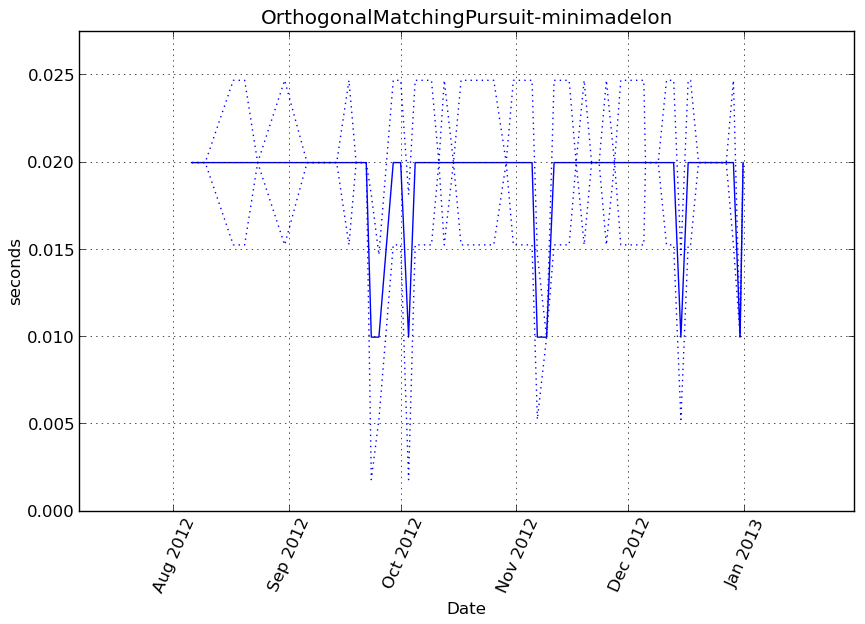 OrthogonalMatchingPursuit-minimadelon
0.025
0.020
0.015
0.010
0.005
0.000
seconds
Aug 2012
Sep 2012
Oct 2012
Nov 2012
Dec 2012
Jan 2013
Date